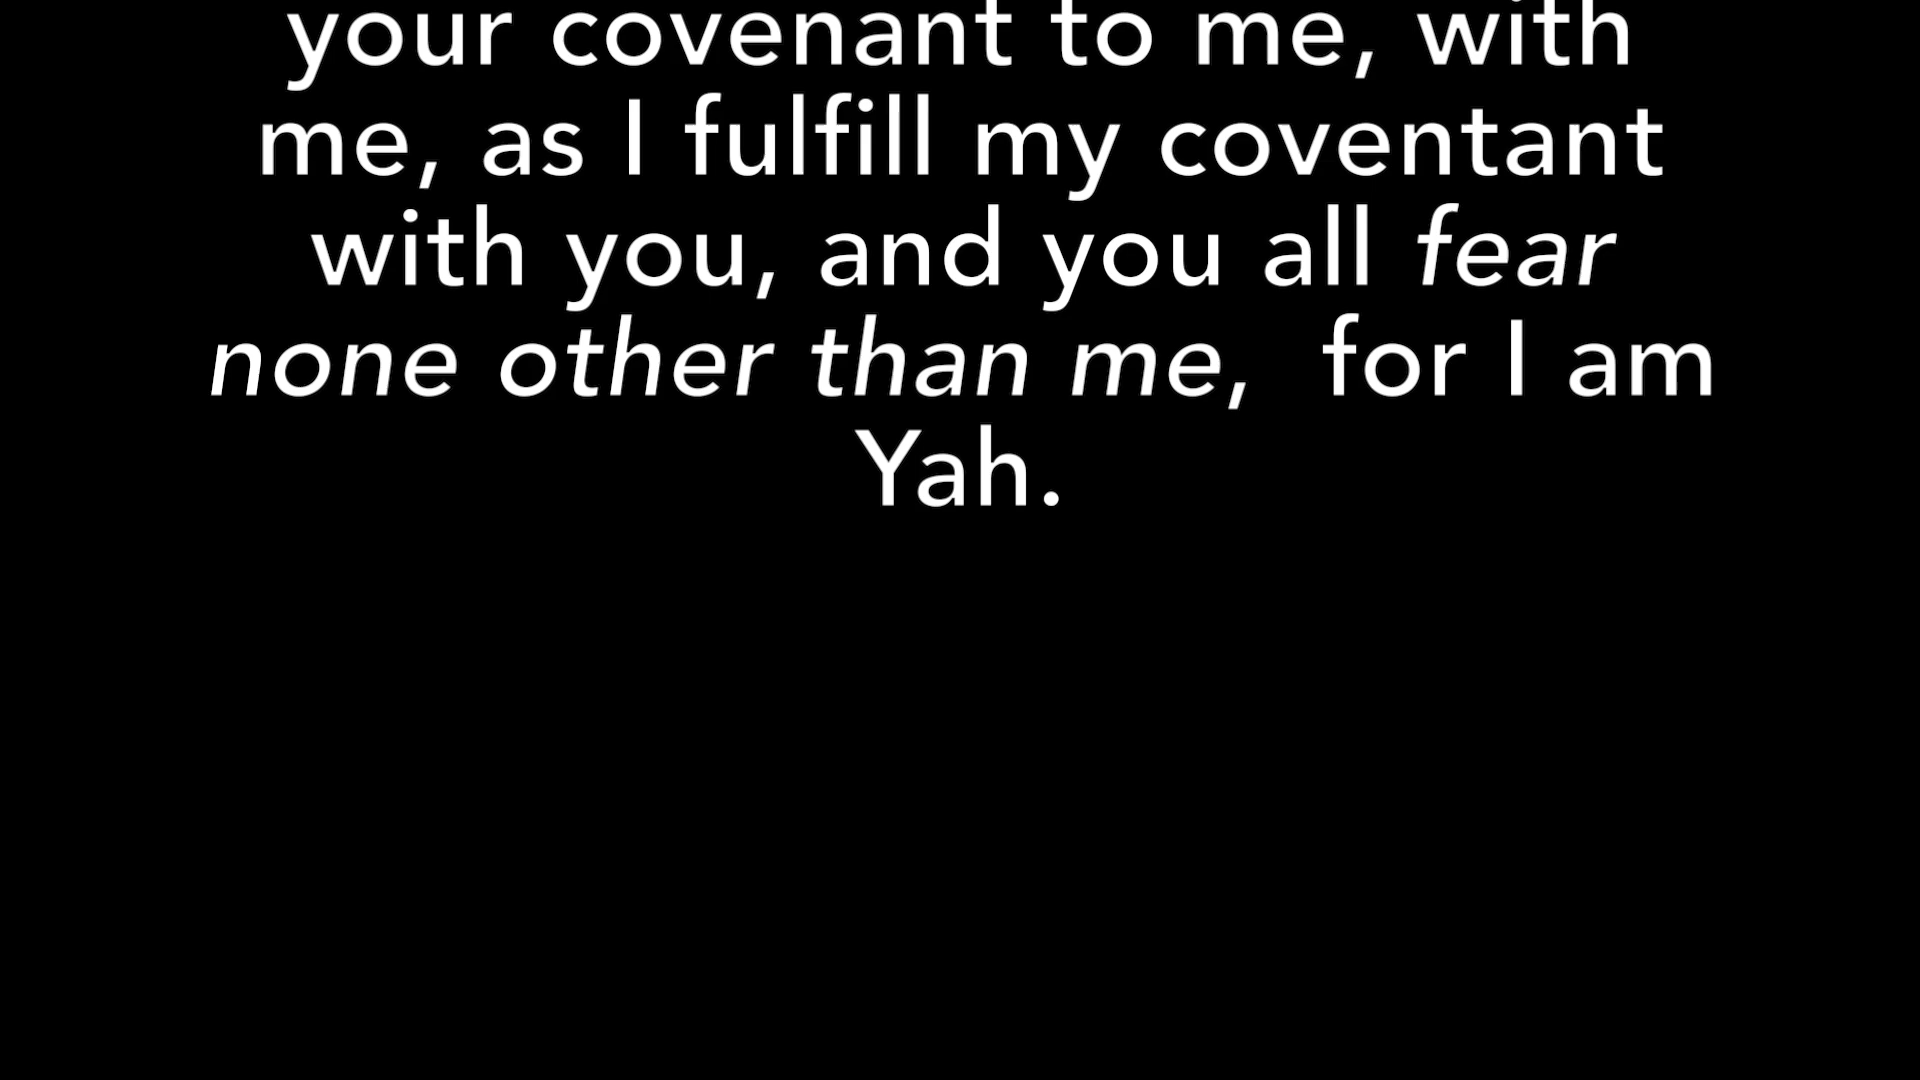 your covenant to me, with
me, as I fulfill my coventant
with you, and you all fear
none other than me,  for I am
Yah.